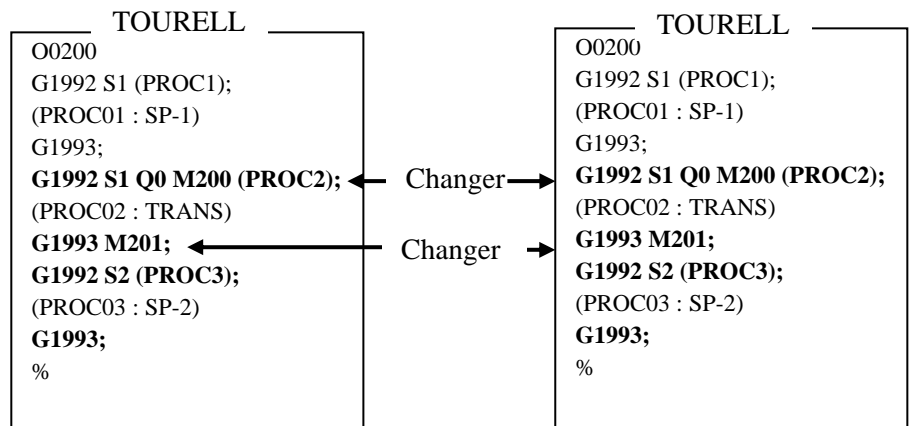 TOURELL
O0200
G1992 S1 (PROC1);
(PROC01 : SP-1)
G1993;
G1992 S1 Q0 M200 (PROC2);
(PROC02 : TRANS)
G1993 M201;
G1992 S2 (PROC3);
(PROC03 : SP-2)
G1993;
%
Changer
Changer
TOURELL
O0200
G1992 S1 (PROC1);
(PROC01 : SP-1)
G1993;
G1992 S1 Q0 M200 (PROC2);
(PROC02 : TRANS)
G1993 M201;
G1992 S2 (PROC3);
(PROC03 : SP-2)
G1993;
%